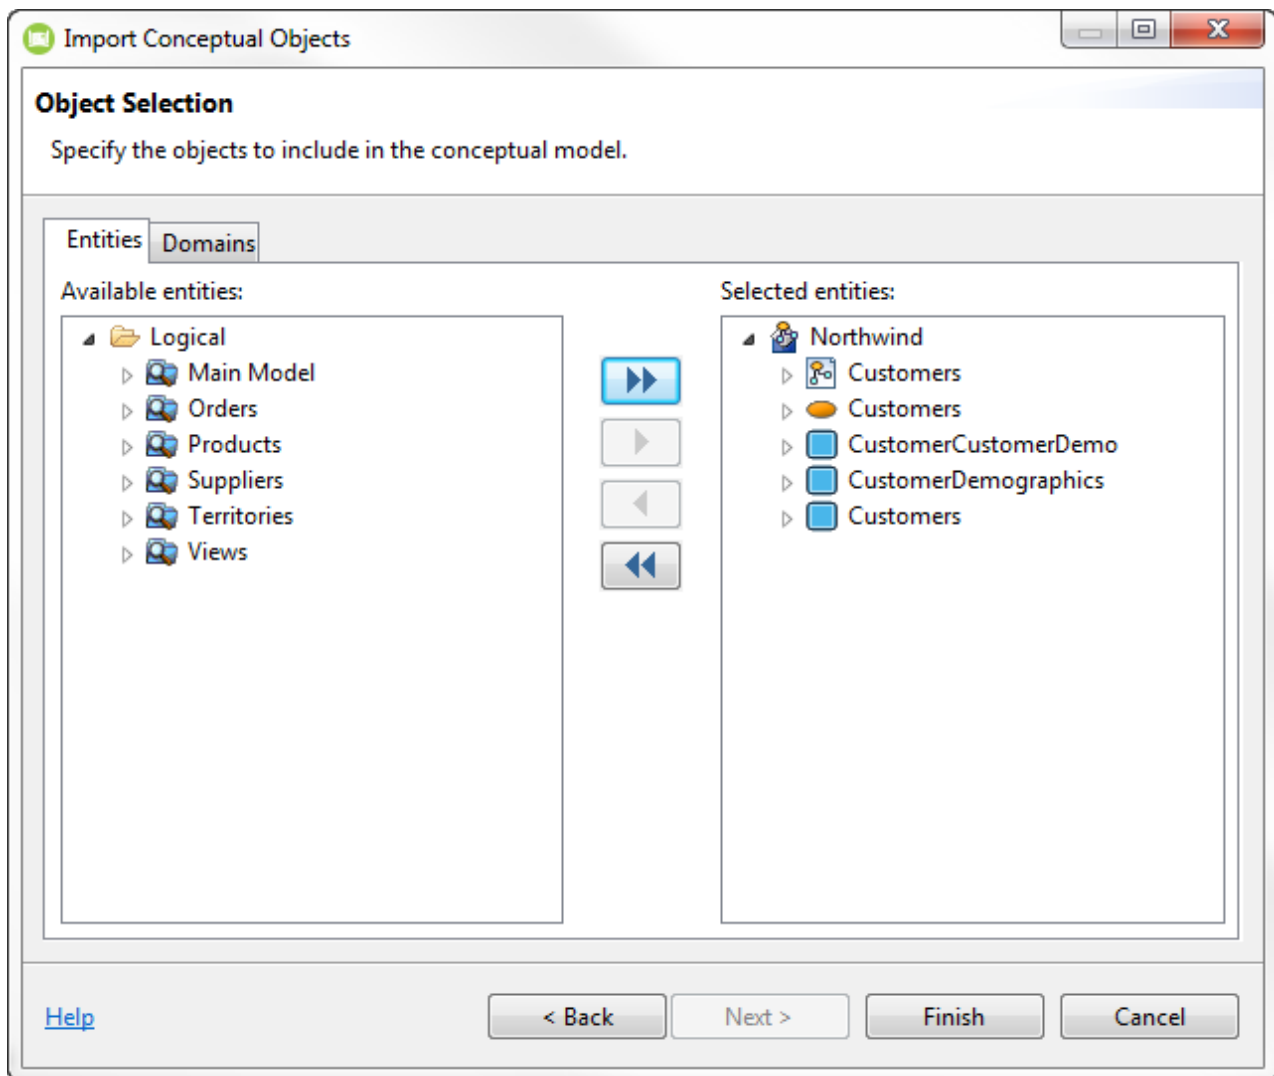 Import Conceptual Objects
Object Selection
Specify the objects to include in the conceptual model.
Entities
Domains
Available entities:
Logical
Main Model
Orders
Products
Suppliers
Territories
Views
Selected entities:
Northwind
Customers
Customers
CustomerCustomerDemo
CustomerDemographics
Customers
Help
< Back
Next >
Finish
Cancel